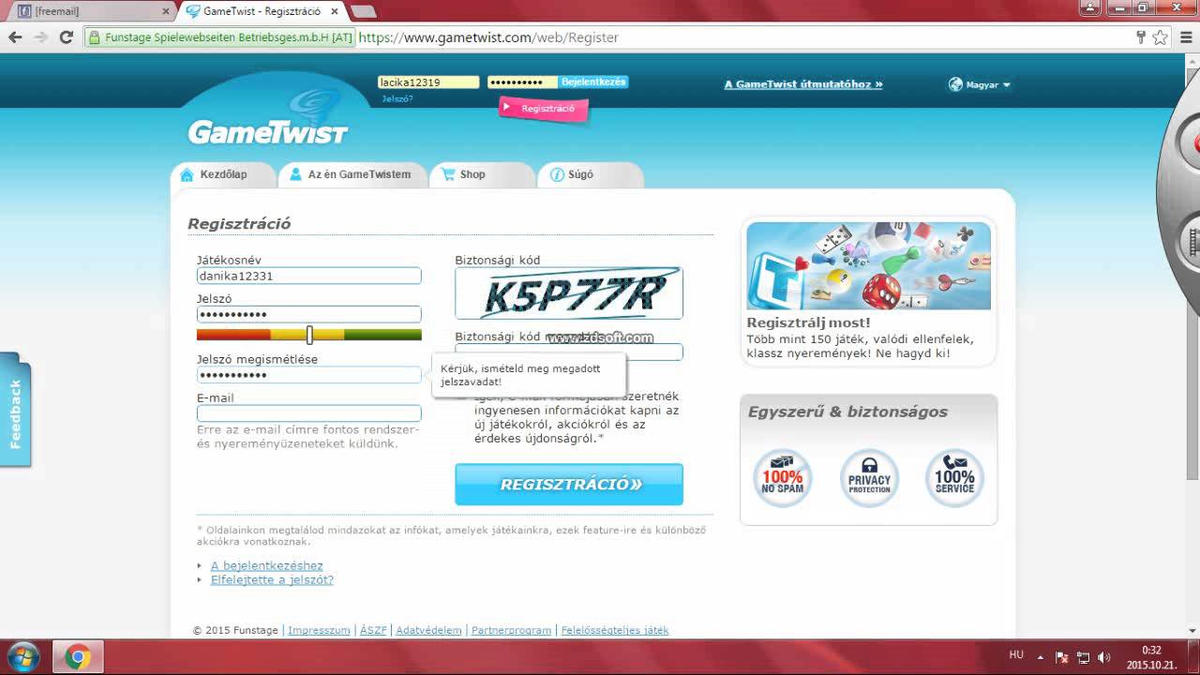 [freemail]
GameTwist - Regisztráció
Funstage Spielewebseiten Betriebsges.m.b.H [AT]
https://www.gametwist.com/web/Register
lacika12319
Bejelentkezés
A GameTwist útmutatóhoz »
Magyar
Jelszó?
Regisztráció
GameTwist
Kezdőlap
Az én GameTwistem
Shop
Súgó
Regisztráció
Játékosnév
danika12331
Jelszó
Jelszó megismétlése
E-mail
Erre az e-mail címre fontos rendszer-
és nyereményüzeneteket küldünk.
Biztonsági kód
K5P77R
Biztonsági kód
www.zdsoft.com
Kérjük, ismételd meg megadott
jelszavadat!
szeretnék
ingyenesen információkat kapni az
új játékokról, akciókról és az
érdekes újdonságról.*
REGISZTRÁCIÓ»
* Oldalainkon megtalálod mindazokat az infókat, amelyek játékainkra, ezek feature-ire és különböző
akciókra vonatkoznak.
A bejelentkezéshez
Elfelejtette a jelszót?
© 2015 Funstage | Impresszum | ÁSZF | Adatvédelem | Partnerprogram | Felelősségteljes játék
Regisztrálj most!
Több mint 150 játék, valódi ellenfelek,
klassz nyeremények! Ne hagyd ki!
Egyszerű & biztonságos
100%
NO SPAM
PRIVACY
PROTECTION
100%
SERVICE
Feedback
HU
0:32
2015.10.21.